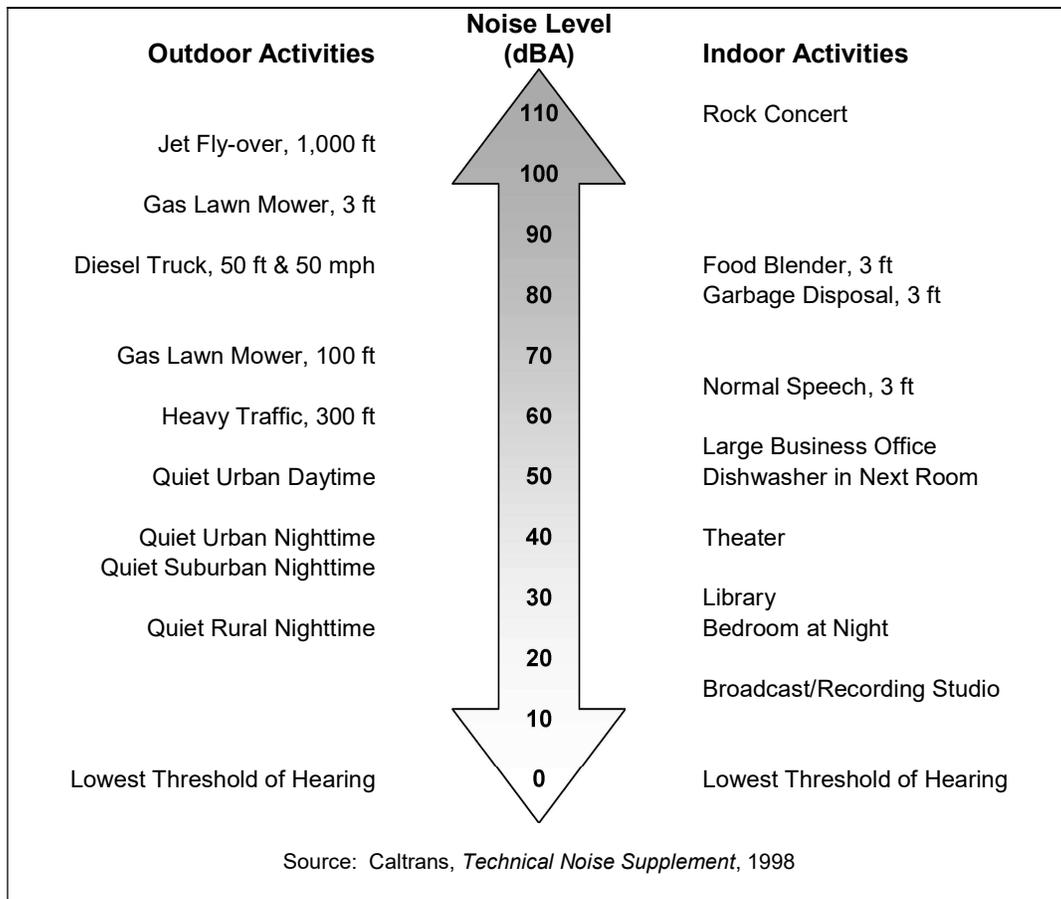 Noise Level
Outdoor Activities (dBA) Indoor Activities
110 Rock Concert
Jet Fly-over, 1,000 ft
100
Gas Lawn Mower, 3 ft
90
Diesel Truck, 50 ft & 50 mph Food Blender, 3 ft
80 Garbage Disposal, 3 ft
Gas Lawn Mower, 100 ft 70
Normal Speech, 3 ft
Heavy Traffic, 300 ft 60
Large Business Office
Quiet Urban Daytime 50 Dishwasher in Next Room
Quiet Urban Nighttime 40 Theater
Quiet Suburban Nighttime
30 Library
Quiet Rural Nighttime Bedroom at Night
20
Broadcast/Recording Studio
10
Lowest Threshold of Hearing 0 Lowest Threshold of Hearing
Source: Caltrans, Technical Noise Supplement, 1998